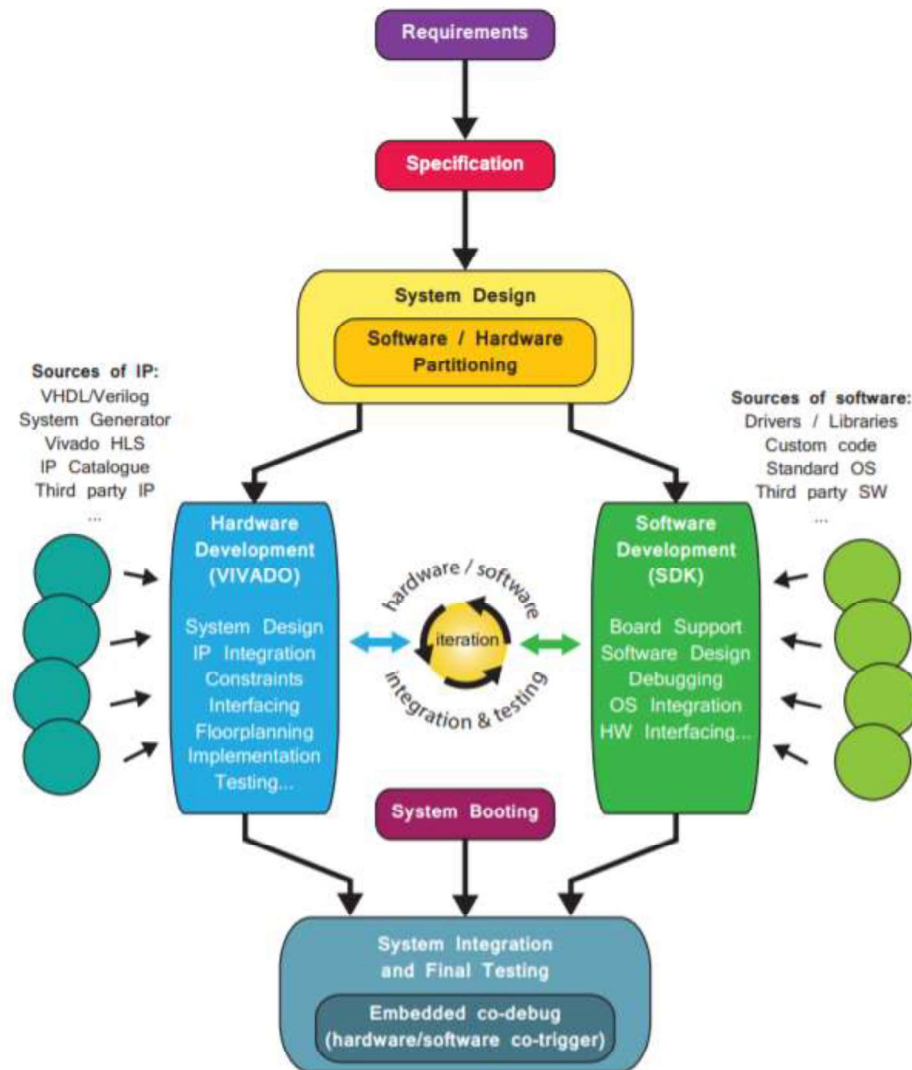 Requirements
Specification
System Design
Software / Hardware
Partitioning
Sources of IP:
VHDL/Verilog
System Generator
Vivado HLS
IP Catalogue
Third party IP
...
Sources of software:
Drivers / Libraries
Custom code
Standard OS
Third party SW
...
Hardware
Development
(VIVADO)
System Design
IP Integration
Constraints
Interfacing
Floorplanning
Implementation
Testing...
hardware / software
iteration
integration & testing
Software
Development
(SDK)
Board Support
Software Design
Debugging
OS Integration
HW Interfacing...
System Booting
System Integration
and Final Testing
Embedded co-debug
(hardware/software co-trigger)